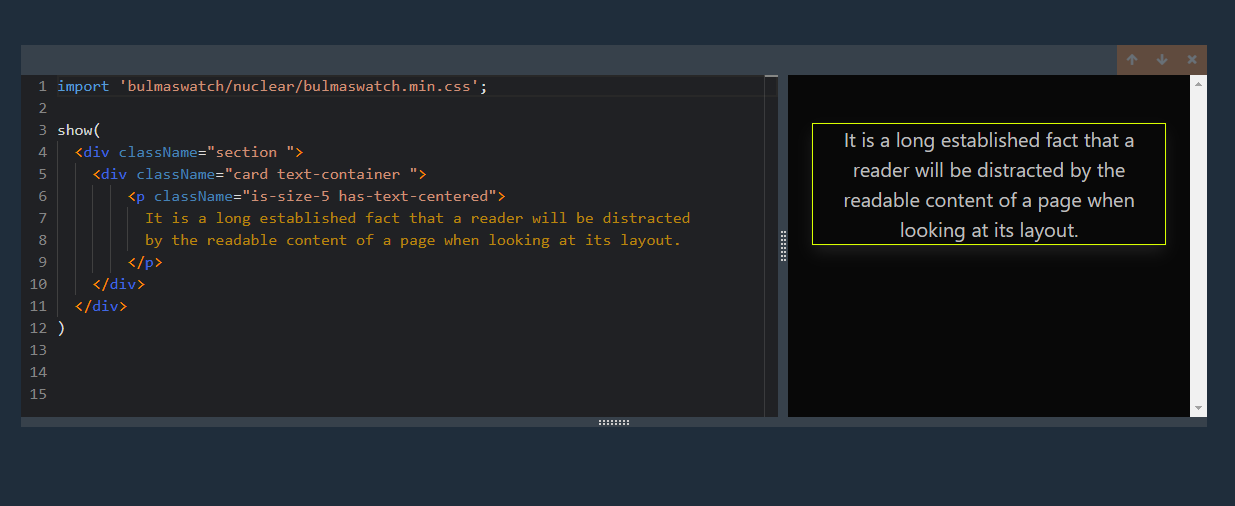 1 import 'bulmaswatch/nuclear/bulmaswatch.min.css';
2
3 show(
4 <div className="section ">
5 <div className="card text-container ">
6 <p className="is-size-5 has-text-centered">
7 It is a long established fact that a reader will be distracted
8 by the readable content of a page when looking at its layout.
9 </p>
10 </div>
11 </div>
12 )
13
14
15
It is a long established fact that a
reader will be distracted by the
readable content of a page when
looking at its layout.